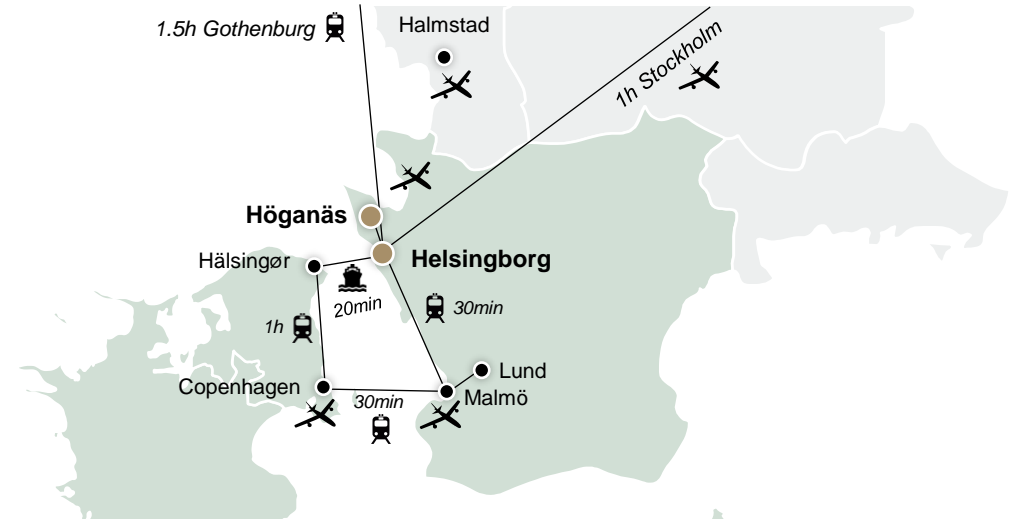 1.5h Gothenburg
Halmstad
1h Stockholm
Höganäs
Hälsingør
Helsingborg
20min
30min
1h
Lund
Copenhagen
30min
Malmö